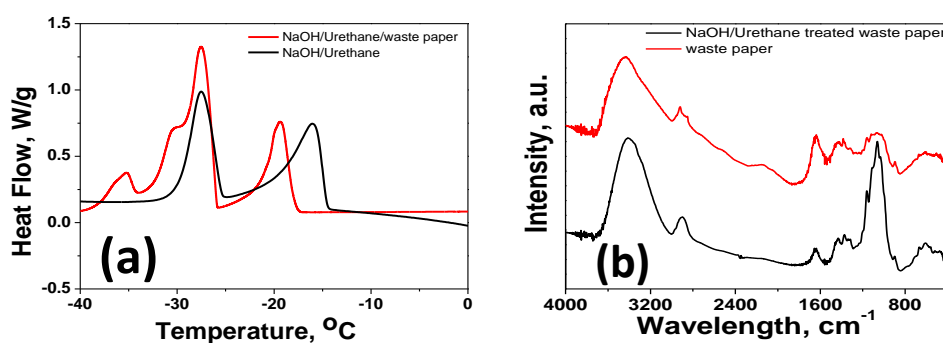 NaOH/Urethane/waste paper
NaOH/Urethane
1.5
1.0
0.5
0.0
-0.5
Heat Flow, W/g
(a)
-40 -30 -20 -10 0
Temperature, °C
NaOH/Urethane treated waste paper
waste paper
Intensity, a.u.
(b)
4000 3200 2400 1600 800
Wavelength, cm⁻¹